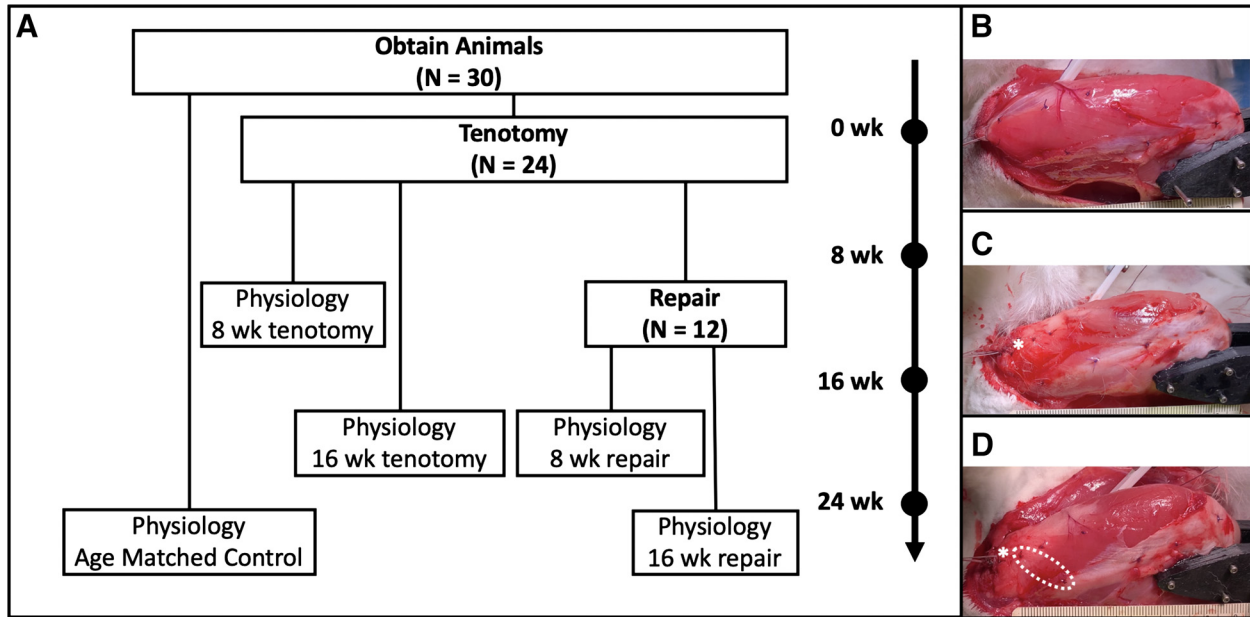 A
Obtain Animals
(N = 30)
Tenotomy
(N = 24)
Physiology
8 wk tenotomy
Repair
(N = 12)
Physiology
16 wk tenotomy
Physiology
8 wk repair
Physiology
Age Matched Control
Physiology
16 wk repair
0 wk
8 wk
16 wk
24 wk
B
C
*
D
*